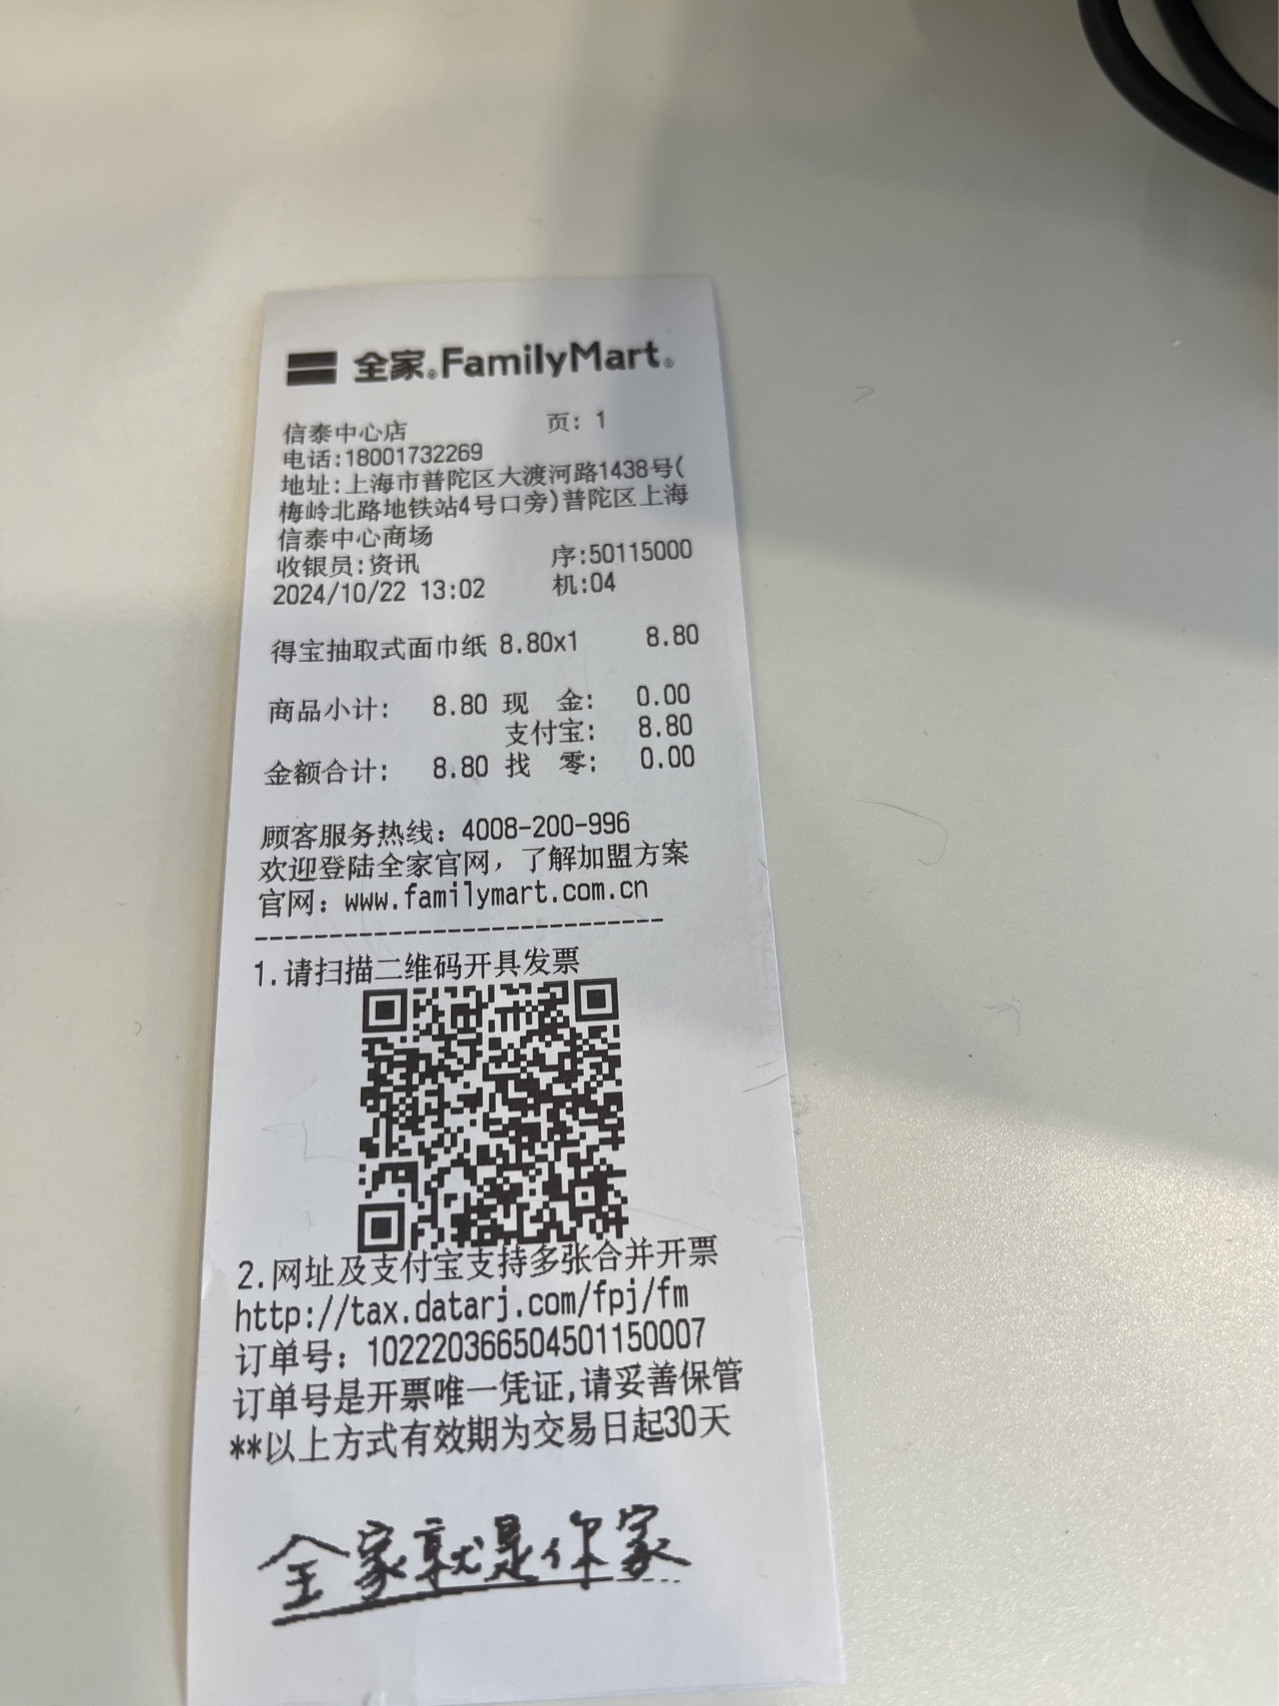 全家®FamilyMart®
信泰中心店 页: 1
电话:18001732269
地址:上海市普陀区大渡河路1438号(
梅岭北路地铁站4号口旁)普陀区上海
信泰中心商场
收银员:资讯 序:50115000
2024/10/22 13:02 机:04
得宝抽取式面巾纸 8.80x1 8.80
商品小计: 8.80 现 金: 0.00
支付宝: 8.80
金额合计: 8.80 找 零: 0.00
顾客服务热线: 4008-200-996
欢迎登陆全家官网，了解加盟方案
官网: www.familymart.com.cn
----------------------------
1.请扫描二维码开具发票
2.网址及支付宝支持多张合并开票
http://tax.datarj.com/fpj/fm
订单号: 102220366504501150007
订单号是开票唯一凭证,请妥善保管
**以上方式有效期为交易日起30天
全家就是你家